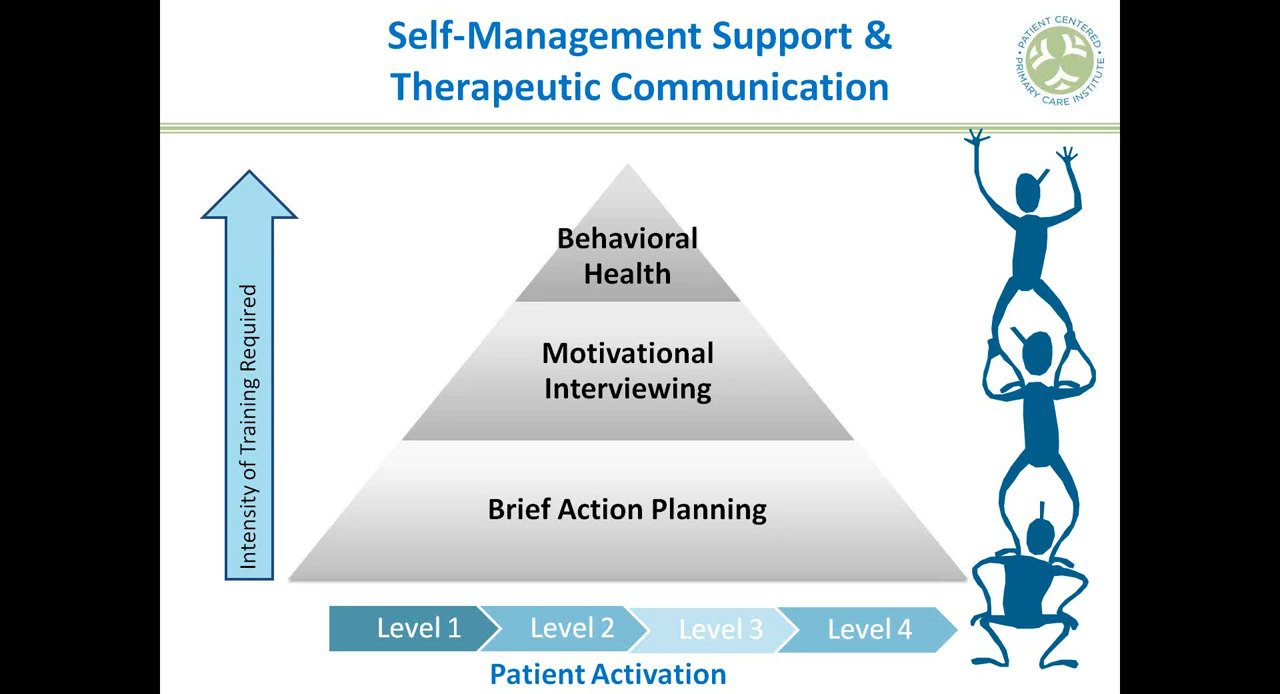 Self-Management Support &
Therapeutic Communication
• PATIENT CENTERED •
PRIMARY CARE INSTITUTE
Intensity of Training Required
Behavioral
Health
Motivational
Interviewing
Brief Action Planning
Level 1
Level 2
Level 3
Level 4
Patient Activation